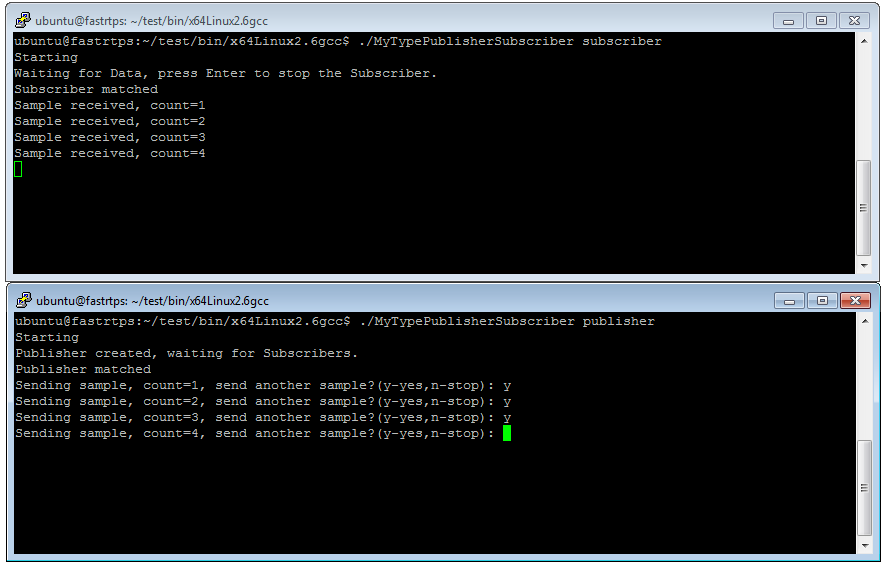 ubuntu@fastrtps: ~/test/bin/x64Linux2.6gcc
ubuntu@fastrtps:~/test/bin/x64Linux2.6gcc$ ./MyTypePublisherSubscriber subscriber
Starting
Waiting for Data, press Enter to stop the Subscriber.
Subscriber matched
Sample received, count=1
Sample received, count=2
Sample received, count=3
Sample received, count=4
ubuntu@fastrtps: ~/test/bin/x64Linux2.6gcc
ubuntu@fastrtps:~/test/bin/x64Linux2.6gcc$ ./MyTypePublisherSubscriber publisher
Starting
Publisher created, waiting for Subscribers.
Publisher matched
Sending sample, count=1, send another sample?(y-yes,n-stop): y
Sending sample, count=2, send another sample?(y-yes,n-stop): y
Sending sample, count=3, send another sample?(y-yes,n-stop): y
Sending sample, count=4, send another sample?(y-yes,n-stop):